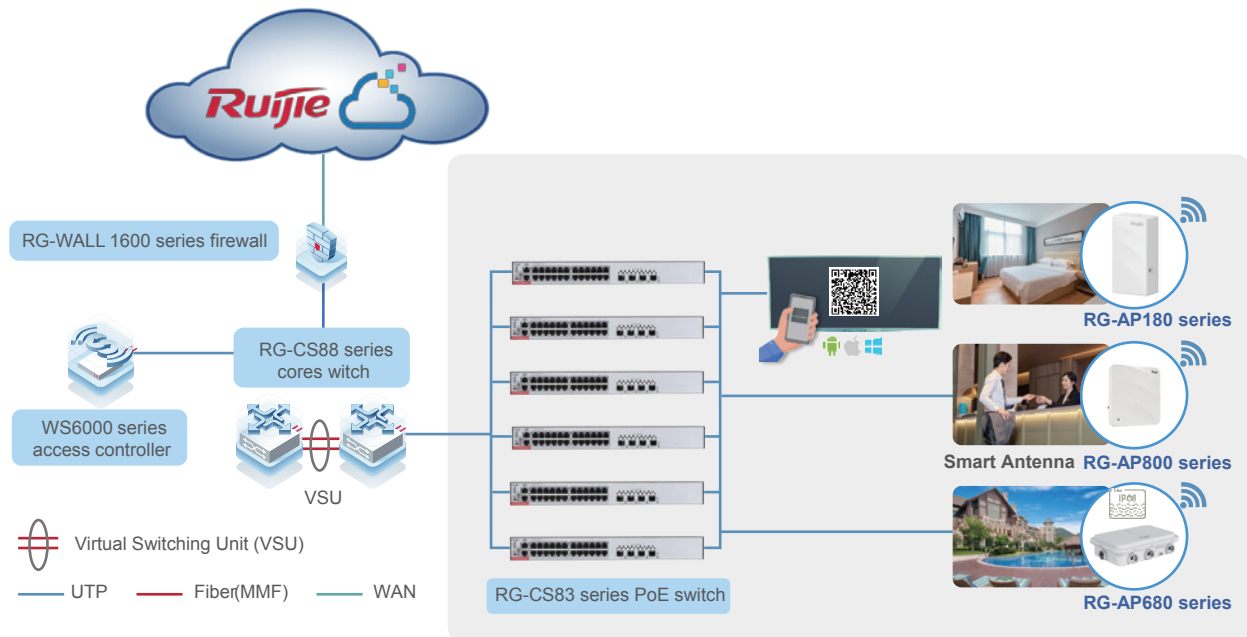 Ruijie
RG-WALL 1600 series firewall
RG-CS88 series
cores witch
WS6000 series
access controller
VSU
Virtual Switching Unit (VSU)
UTP
Fiber(MMF)
WAN
RG-CS83 series PoE switch
RG-AP180 series
Smart Antenna
RG-AP800 series
IP68
RG-AP680 series